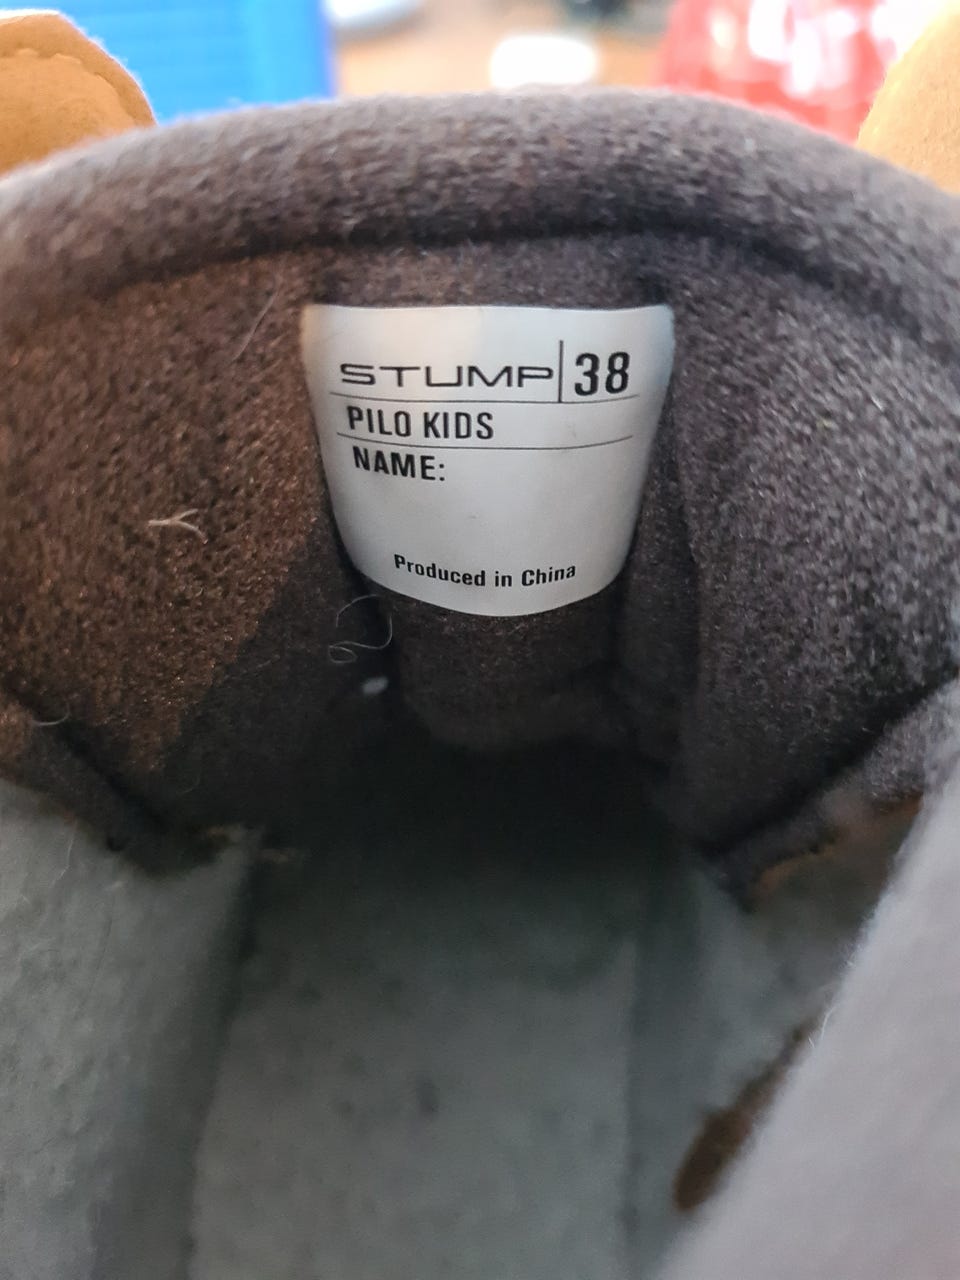 STUMP 38
PILO KIDS
NAME:
Produced in China